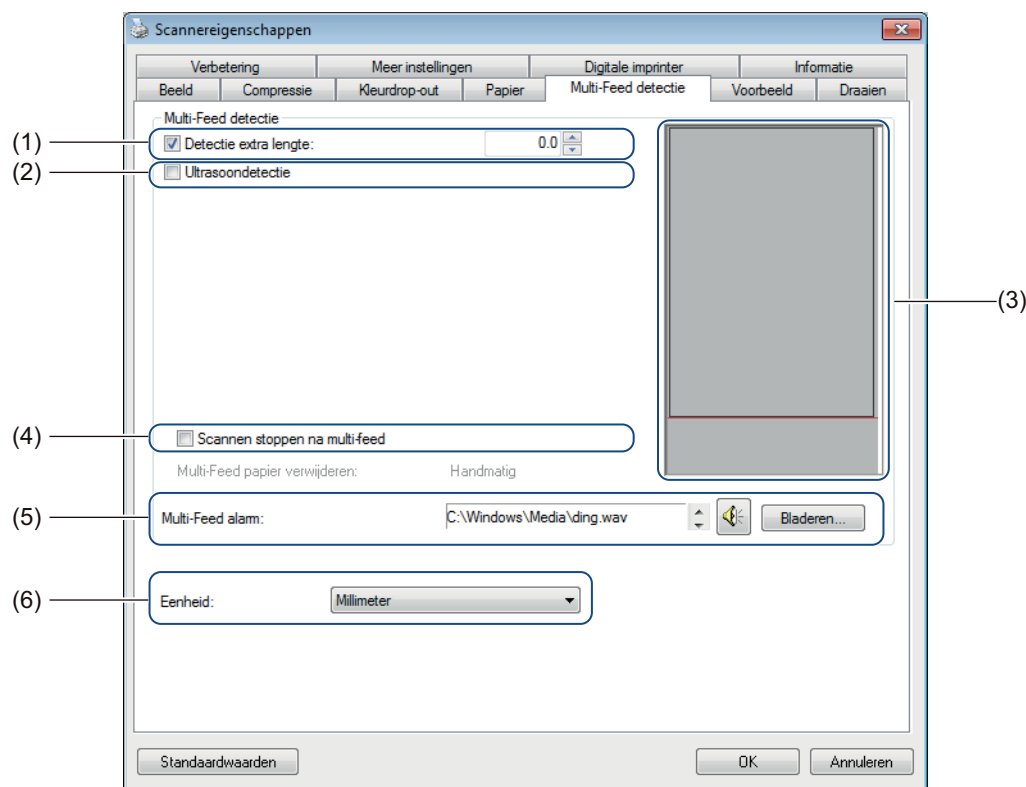 Scannereigenschappen
Verbetering Meer instellingen Digitale imprinter Informatie
Beeld Compressie Kleurdrop-out Papier Multi-Feed detectie Voorbeeld Draaien
Multi-Feed detectie
(1) Detectie extra lengte: 0.0
(2) Ultrasoondetectie
(3)
(4) Scannen stoppen na multi-feed
Multi-Feed papier verwijderen: Handmatig
(5) Multi-Feed alarm: C:\Windows\Media\ding.wav Bladeren...
(6) Eenheid: Millimeter
Standaardwaarden OK Annuleren